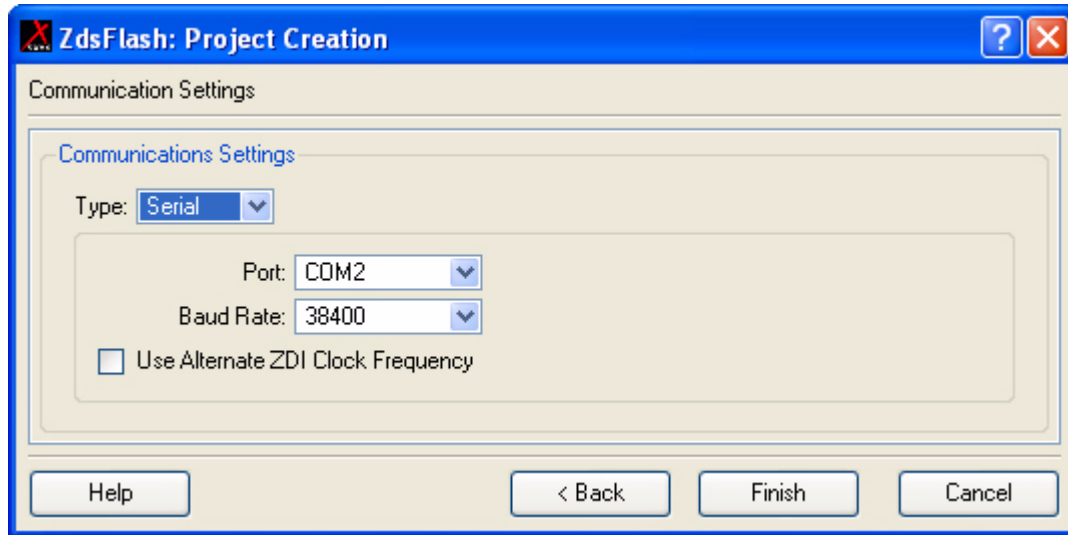 ZdsFlash: Project Creation
Communication Settings
Communications Settings
Type: Serial
Port: COM2
Baud Rate: 38400
Use Alternate ZDI Clock Frequency
Help < Back Finish Cancel